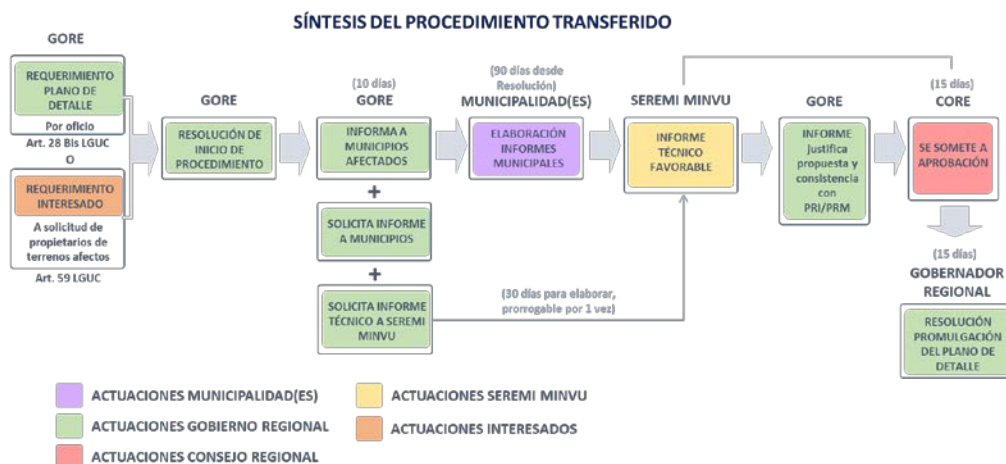 SÍNTESIS DEL PROCEDIMIENTO TRANSFERIDO
GORE
REQUERIMIENTO
PLANO DE
DETALLE
Por oficio
Art. 28 Bis LGUC
O
REQUERIMIENTO
INTERESADO
A solicitud de
propietarios de
terrenos afectos
Art. 59 LGUC
GORE
RESOLUCIÓN DE
INICIO DE
PROCEDIMIENTO
(10 días)
GORE
INFORMA A
MUNICIPIOS
AFECTADOS
+
SOLICITA INFORME
A MUNICIPIOS
+
SOLICITA INFORME
TÉCNICO A SEREMI
MINVU
(90 días desde
Resolución)
MUNICIPALIDAD(ES)
ELABORACIÓN
INFORMES
MUNICIPALES
(30 días para elaborar,
prorrogable por 1 vez)
SEREMI MINVU
INFORME
TÉCNICO
FAVORABLE
GORE
INFORME
justifica
propuesta y
consistencia
con
PRI/PRM
(15 días)
CORE
SE SOMETE A
APROBACIÓN
(15 días)
GOBERNADOR
REGIONAL
RESOLUCIÓN
PROMULGACIÓN
DEL PLANO DE
DETALLE
ACTUACIONES MUNICIPALIDAD(ES)
ACTUACIONES GOBIERNO REGIONAL
ACTUACIONES CONSEJO REGIONAL
ACTUACIONES SEREMI MINVU
ACTUACIONES INTERESADOS